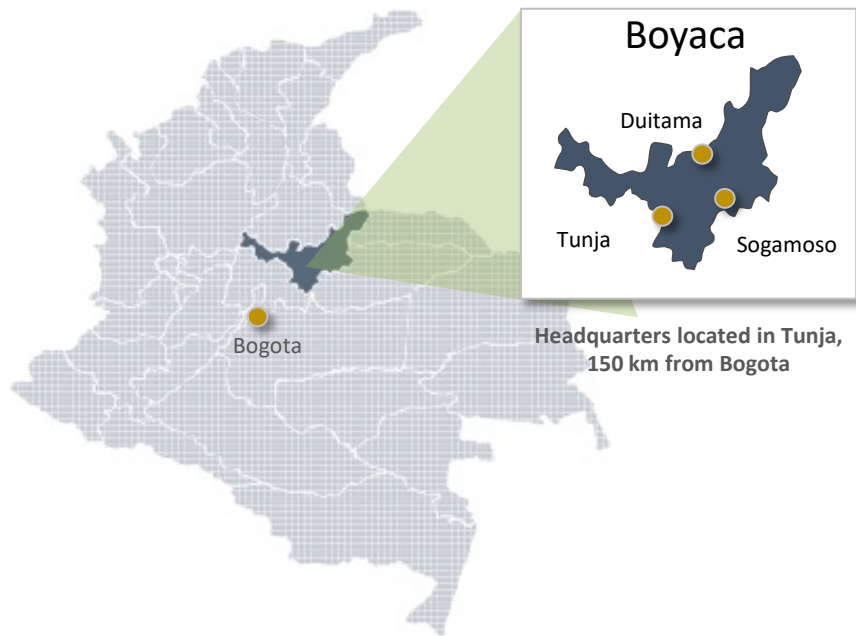 Boyaca
Duitama
Tunja
Sogamoso
Bogota
Headquarters located in Tunja,
150 km from Bogota